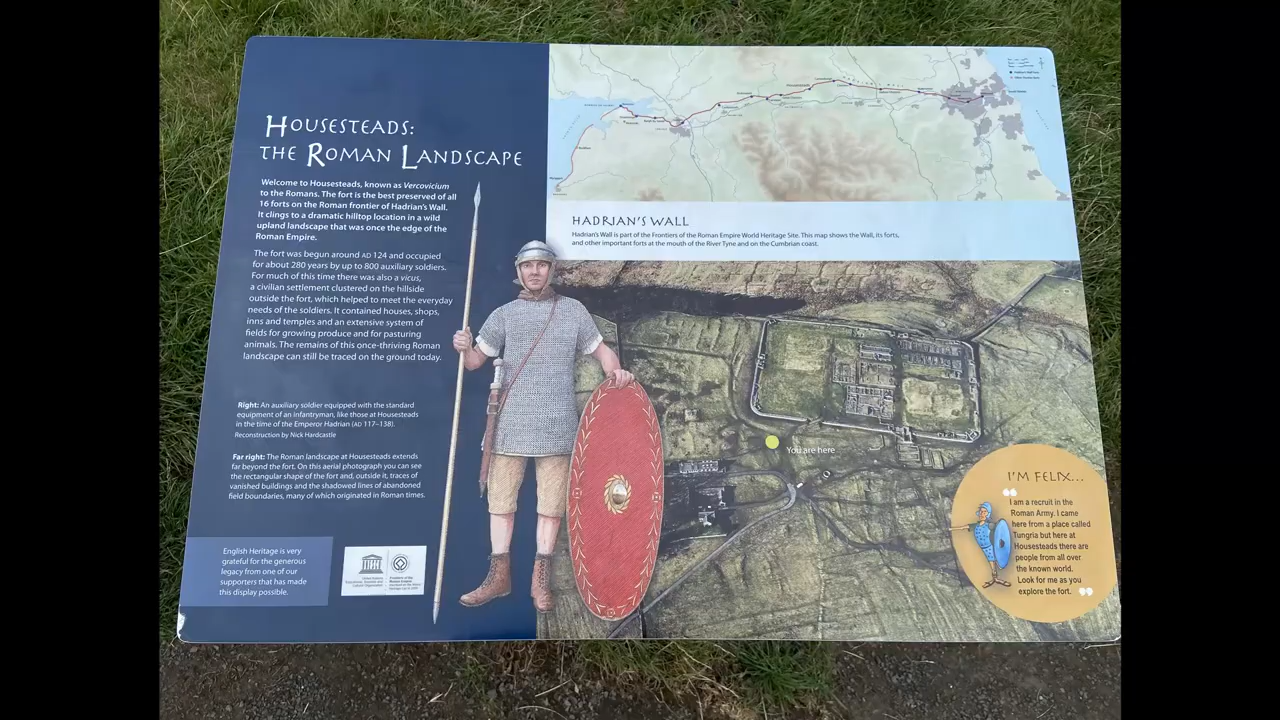 HOUSESTEADS:
THE ROMAN LANDSCAPE
Welcome to Housesteads, known as Vercovicium
to the Romans. The fort is the best preserved of all
16 forts on the Roman frontier of Hadrian's Wall.
It clings to a dramatic hilltop location in a wild
upland landscape that was once the edge of the
Roman Empire.
The fort was begun around AD 124 and occupied
for about 280 years by up to 800 auxiliary soldiers.
For much of this time there was also a vicus,
a civilian settlement clustered on the hillside
outside the fort, which helped to meet the everyday
needs of the soldiers. It contained houses, shops,
inns and temples and an extensive system of
fields for growing produce and for pasturing
animals. The remains of this once-thriving Roman
landscape can still be traced on the ground today.
Right: An auxiliary soldier equipped with the standard
equipment of an infantryman, like those at Housesteads
in the time of the Emperor Hadrian (AD 117–138).
Reconstruction by Nick Hardcastle
Far right: The Roman landscape at Housesteads extends
far beyond the fort. On this aerial photograph you can see
the rectangular shape of the fort and, outside it, traces of
vanished buildings and the shadowed lines of abandoned
field boundaries, many of which originated in Roman times.
English Heritage is very
grateful for the generous
legacy from one of our
supporters that has made
this display possible.
HADRIAN'S WALL
Hadrian's Wall is part of the Frontiers of the Roman Empire World Heritage Site. This map shows the Wall, its forts,
and other important forts at the mouth of the River Tyne and on the Cumbrian coast.
You are here
I'M FELIX...
I am a recruit in the
Roman Army. I came
here from a place called
Tungria but here at
Housesteads there are
people from all over
the known world.
Look for me as you
explore the fort.